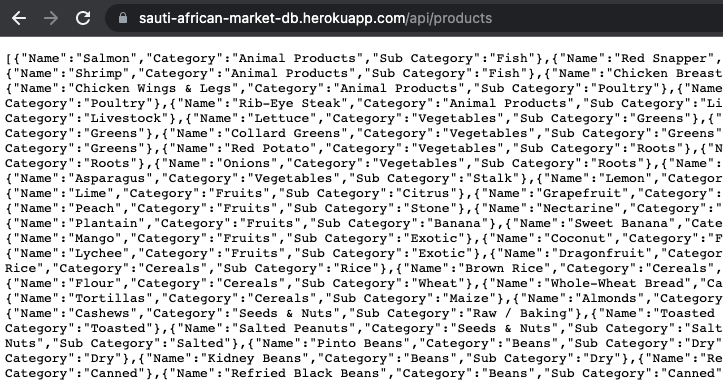 sauti-african-market-db.herokuapp.com/api/products
[{"Name":"Salmon","Category":"Animal Products","Sub Category":"Fish"},{"Name":"Red Snapper",
{"Name":"Shrimp","Category":"Animal Products","Sub Category":"Fish"},{"Name":"Chicken Breast
{"Name":"Chicken Wings & Legs","Category":"Animal Products","Sub Category":"Poultry"},{"Name
Category":"Poultry"},{"Name":"Rib-Eye Steak","Category":"Animal Products","Sub Category":"Li
Category":"Livestock"},{"Name":"Lettuce","Category":"Vegetables","Sub Category":"Greens"},{"
Category":"Greens"},{"Name":"Collard Greens","Category":"Vegetables","Sub Category":"Greens"
Category":"Greens"},{"Name":"Red Potato","Category":"Vegetables","Sub Category":"Roots"},{"N
Category":"Roots"},{"Name":"Onions","Category":"Vegetables","Sub Category":"Roots"},{"Name":
{"Name":"Asparagus","Category":"Vegetables","Sub Category":"Stalk"},{"Name":"Lemon","Categor
{"Name":"Lime","Category":"Fruits","Sub Category":"Citrus"},{"Name":"Grapefruit","Category":
{"Name":"Peach","Category":"Fruits","Sub Category":"Stone"},{"Name":"Nectarine","Category":"
{"Name":"Plantain","Category":"Fruits","Sub Category":"Banana"},{"Name":"Sweet Banana","Cate
{"Name":"Mango","Category":"Fruits","Sub Category":"Exotic"},{"Name":"Coconut","Category":"F
{"Name":"Lychee","Category":"Fruits","Sub Category":"Exotic"},{"Name":"Dragonfruit","Categor
Rice","Category":"Cereals","Sub Category":"Rice"},{"Name":"Brown Rice","Category":"Cereals",
{"Name":"Flour","Category":"Cereals","Sub Category":"Wheat"},{"Name":"Whole-Wheat Bread","Ca
{"Name":"Tortillas","Category":"Cereals","Sub Category":"Maize"},{"Name":"Almonds","Category
{"Name":"Cashews","Category":"Seeds & Nuts","Sub Category":"Raw / Baking"},{"Name":"Toasted
Category":"Toasted"},{"Name":"Salted Peanuts","Category":"Seeds & Nuts","Sub Category":"Salt
Nuts","Sub Category":"Salted"},{"Name":"Pinto Beans","Category":"Beans","Sub Category":"Dry"
Category":"Dry"},{"Name":"Kidney Beans","Category":"Beans","Sub Category":"Dry"},{"Name":"Re
Category":"Canned"},{"Name":"Refried Black Beans","Category":"Beans","Sub Category":"Canned"